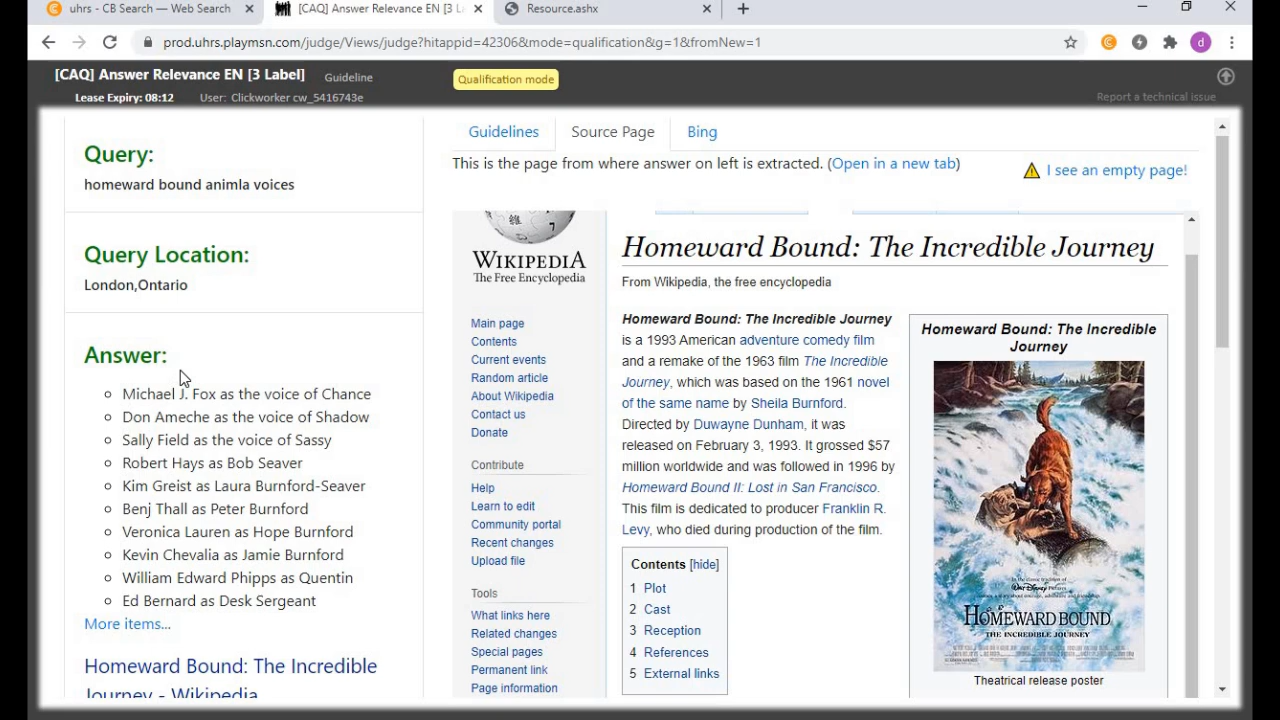 uhrs - CB Search — Web Search
[CAQ] Answer Relevance EN [3 L
Resource.ashx
prod.uhrs.playmsn.com/judge/Views/judge?hitappid=42306&mode=qualification&g=1&fromNew=1
d
[CAQ] Answer Relevance EN [3 Label]
Guideline
Qualification mode
Lease Expiry: 08:12
User: Clickworker cw_5416743e
Report a technical issue
Query:
homeward bound animla voices
Query Location:
London,Ontario
Answer:
Michael J. Fox as the voice of Chance
Don Ameche as the voice of Shadow
Sally Field as the voice of Sassy
Robert Hays as Bob Seaver
Kim Greist as Laura Burnford-Seaver
Benj Thall as Peter Burnford
Veronica Lauren as Hope Burnford
Kevin Chevalia as Jamie Burnford
William Edward Phipps as Quentin
Ed Bernard as Desk Sergeant
More items...
Homeward Bound: The Incredible
Journey - Wikipedia
Guidelines
Source Page
Bing
This is the page from where answer on left is extracted. (Open in a new tab)
I see an empty page!
WIKIPEDIA
The Free Encyclopedia
Main page
Contents
Current events
Random article
About Wikipedia
Contact us
Donate
Contribute
Help
Learn to edit
Community portal
Recent changes
Upload file
Tools
What links here
Related changes
Special pages
Permanent link
Page information
Homeward Bound: The Incredible Journey
From Wikipedia, the free encyclopedia
Homeward Bound: The Incredible Journey
is a 1993 American adventure comedy film
and a remake of the 1963 film The Incredible
Journey, which was based on the 1961 novel
of the same name by Sheila Burnford.
Directed by Duwayne Dunham, it was
released on February 3, 1993. It grossed $57
million worldwide and was followed in 1996 by
Homeward Bound II: Lost in San Francisco.
This film is dedicated to producer Franklin R.
Levy, who died during production of the film.
Contents [hide]
1 Plot
2 Cast
3 Reception
4 References
5 External links
Homeward Bound: The Incredible
Journey
HOMEWARD BOUND
THE INCREDIBLE JOURNEY
Theatrical release poster